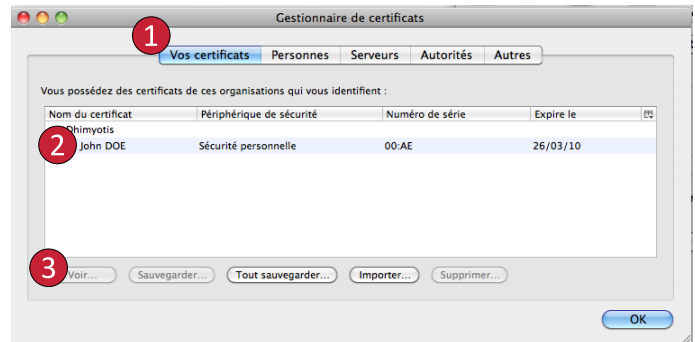 Gestionnaire de certificats
1
Vos certificats Personnes Serveurs Autorités Autres
Vous possédez des certificats de ces organisations qui vous identifient :
Nom du certificat Périphérique de sécurité Numéro de série Expire le
Dhimyotis
2 John DOE Sécurité personnelle 00:AE 26/03/10
3 Voir... Sauvegarder... Tout sauvegarder... Importer... Supprimer...
OK